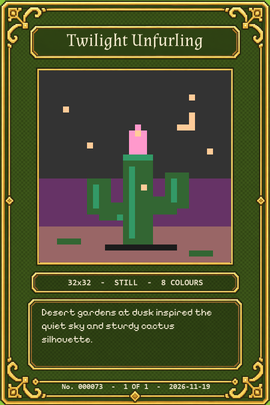 Twilight Unfurling
32x32 - STILL - 8 COLOURS
Desert gardens at dusk inspired the
quiet sky and sturdy cactus
silhouette.
No. 000073 - 1 OF 1 - 2026-11-19